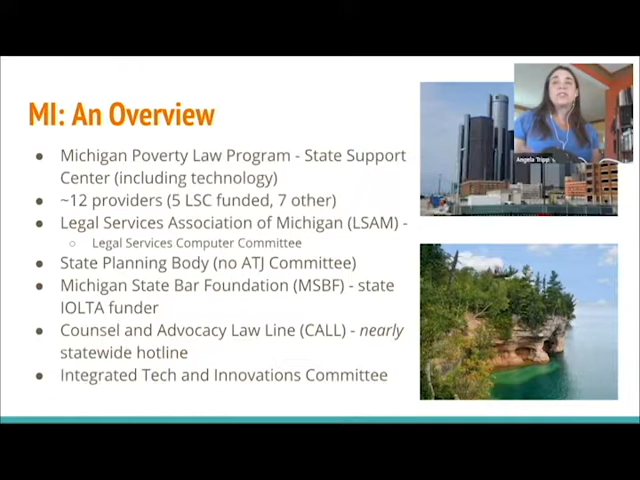 MI: An Overview
Michigan Poverty Law Program - State Support
Center (including technology)
~12 providers (5 LSC funded, 7 other)
Legal Services Association of Michigan (LSAM) -
Legal Services Computer Committee
State Planning Body (no ATJ Committee)
Michigan State Bar Foundation (MSBF) - state
IOLTA funder
Counsel and Advocacy Law Line (CALL) - nearly
statewide hotline
Integrated Tech and Innovations Committee
Angela Tripp